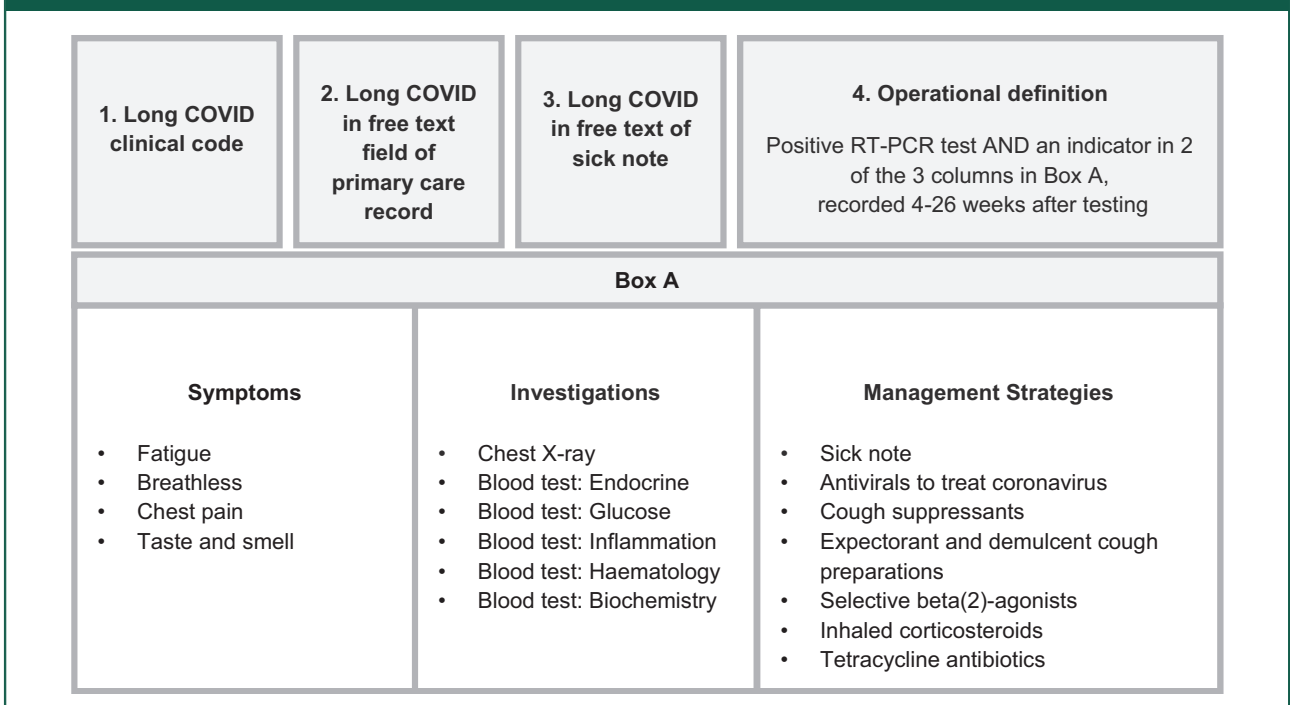 1. Long COVID
clinical code
2. Long COVID
in free text
field of
primary care
record
3. Long COVID
in free text of
sick note
4. Operational definition
Positive RT-PCR test AND an indicator in 2
of the 3 columns in Box A,
recorded 4-26 weeks after testing
Box A
Symptoms
• Fatigue
• Breathless
• Chest pain
• Taste and smell
Investigations
• Chest X-ray
• Blood test: Endocrine
• Blood test: Glucose
• Blood test: Inflammation
• Blood test: Haematology
• Blood test: Biochemistry
Management Strategies
• Sick note
• Antivirals to treat coronavirus
• Cough suppressants
• Expectorant and demulcent cough
preparations
• Selective beta(2)-agonists
• Inhaled corticosteroids
• Tetracycline antibiotics